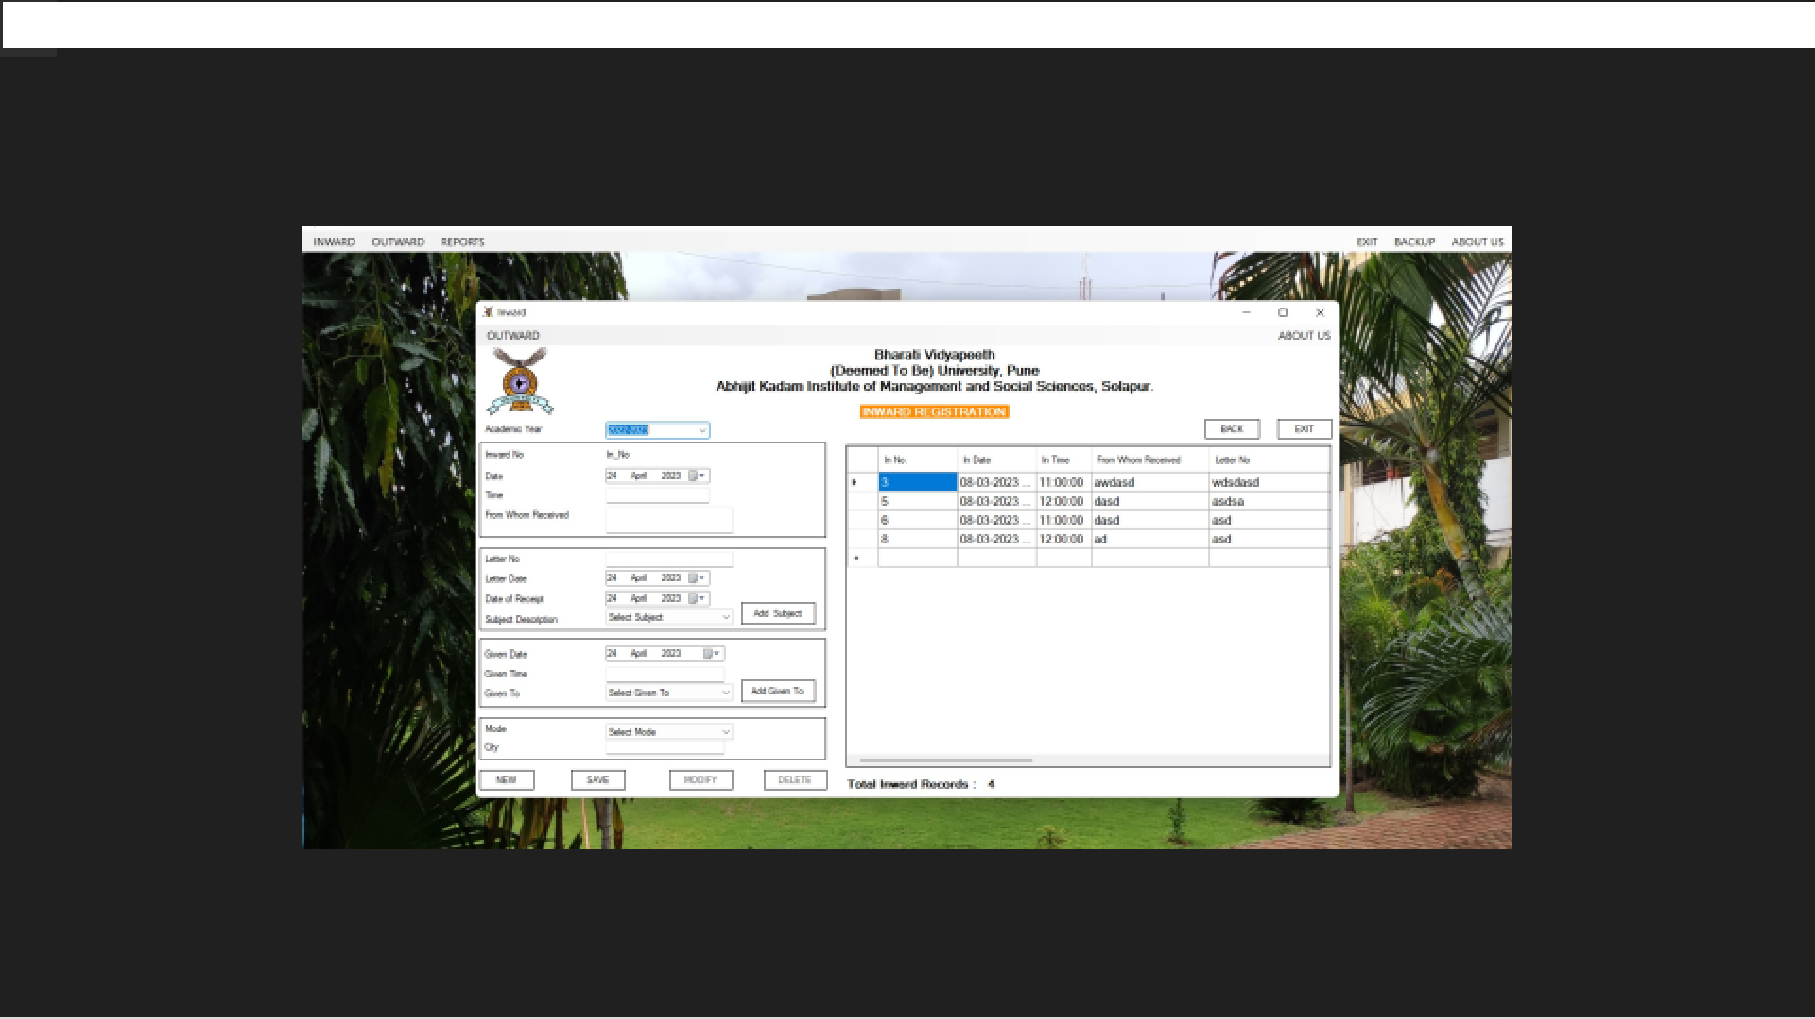 INWARD OUTWARD REPORTS EXIT BACKUP ABOUT US
Inward
OUTWARD ABOUT US
Bharati Vidyapeeth
(Deemed To Be) University, Pune
Abhijit Kadam Institute of Management and Social Sciences, Solapur.
INWARD REGISTRATION
Academic Year
BACK EXIT
Inward No In_No
Date 24 April 2023
Time
From Whom Received
Letter No
Letter Date 24 April 2023
Date of Receipt 24 April 2023
Subject Description Select Subject Add Subject
Given Date 24 April 2023
Given Time
Given To Select Given To Add Given To
Mode Select Mode
City
NEW SAVE MODIFY DELETE
In No. In Date In Time From Whom Received Letter No
3 08-03-2023 ... 11:00:00 awdasd wdsdasd
5 08-03-2023 ... 12:00:00 dasd asdsa
6 08-03-2023 ... 11:00:00 dasd asd
8 08-03-2023 ... 12:00:00 ad asd
Total Inward Records : 4